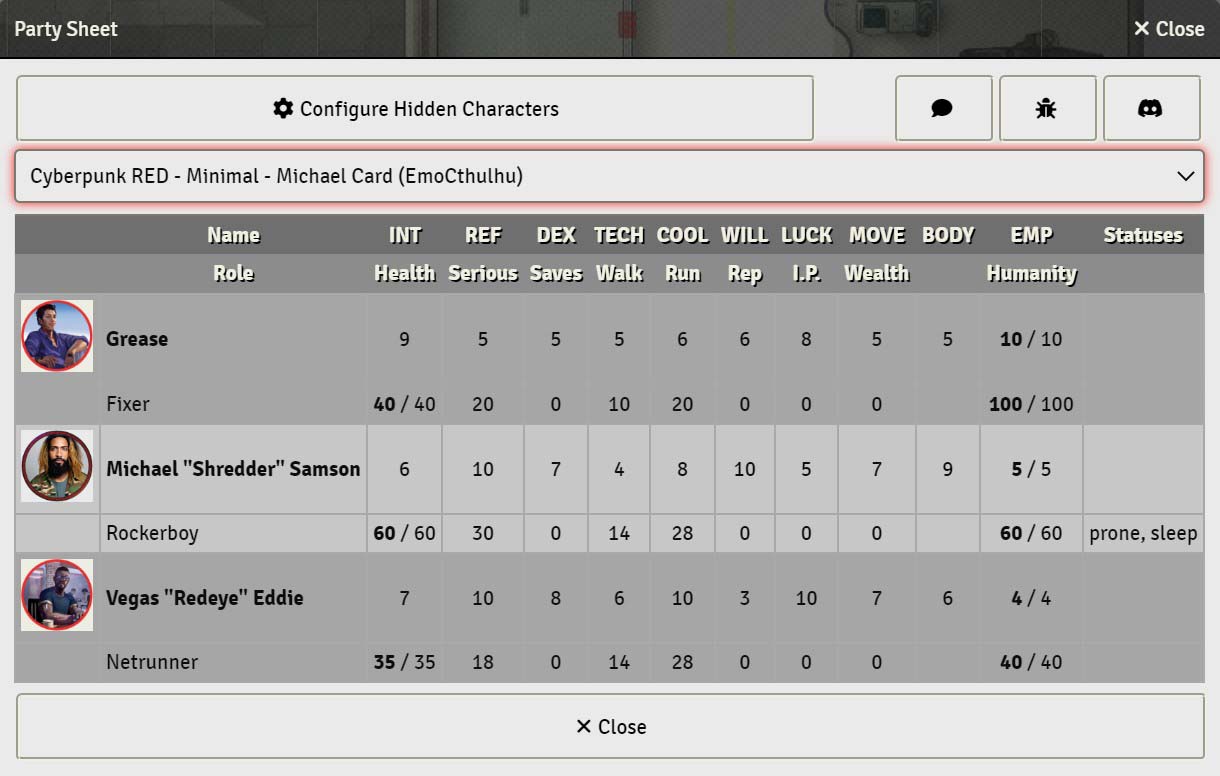 Party Sheet
Close
Configure Hidden Characters
Cyberpunk RED - Minimal - Michael Card (EmoCthulhu)
Name INT REF DEX TECH COOL WILL LUCK MOVE BODY EMP Statuses
Role Health Serious Saves Walk Run Rep I.P. Wealth Humanity
Grease 9 5 5 5 6 6 8 5 5 10 / 10
Fixer 40 / 40 20 0 10 20 0 0 0 100 / 100
Michael "Shredder" Samson 6 10 7 4 8 10 5 7 9 5 / 5
Rockerboy 60 / 60 30 0 14 28 0 0 0 60 / 60 prone, sleep
Vegas "Redeye" Eddie 7 10 8 6 10 3 10 7 6 4 / 4
Netrunner 35 / 35 18 0 14 28 0 0 0 40 / 40
Close